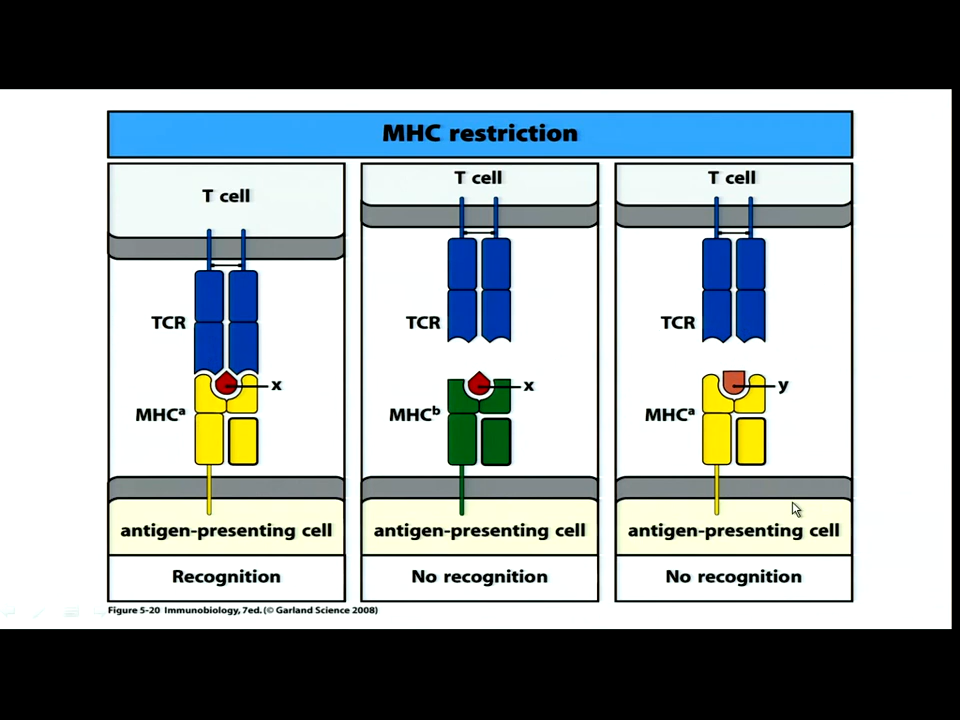 MHC restriction
T cell
TCR
x
MHCᵃ
antigen-presenting cell
Recognition
T cell
TCR
x
MHCᵇ
antigen-presenting cell
No recognition
T cell
TCR
y
MHCᵃ
antigen-presenting cell
No recognition
Figure 5-20 Immunobiology, 7ed. (© Garland Science 2008)